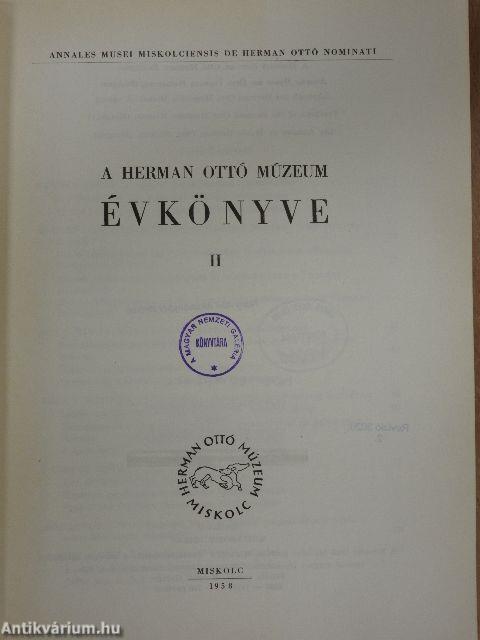 ANNALES MUSEI MISKOLCIENSIS DE HERMAN OTTÓ NOMINATI
A HERMAN OTTÓ MÚZEUM
ÉVKÖNYVE
II
A MAGYAR NEMZETI GALÉRIA
KÖNYVTÁRA
HERMAN OTTÓ MÚZEUM
MISKOLC
MISKOLC
1958
Antikvárium.hu